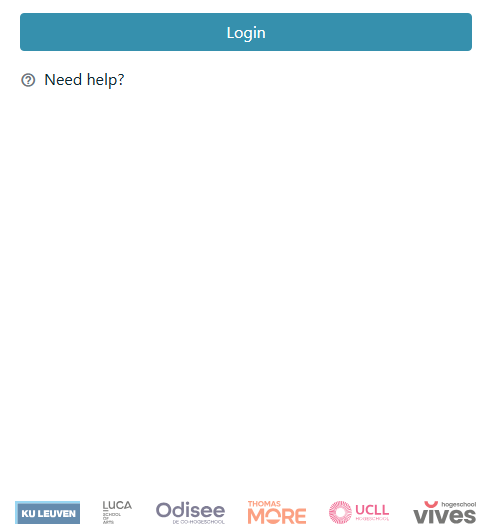 Login
Need help?
KU LEUVEN
LUCA
SCHOOL
OF
ARTS
Odisee
DE CO-HOGESCHOOL
THOMAS
MORE
UCLL
HOGESCHOOL
hogeschool
vives